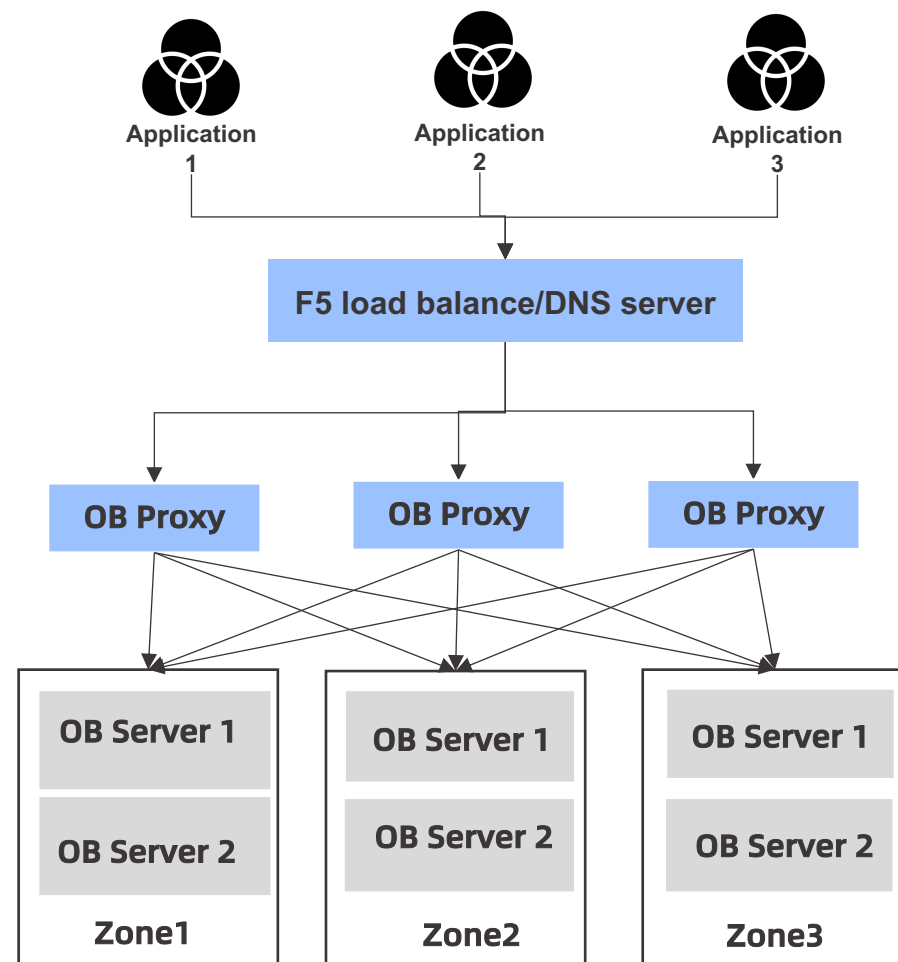 Application
1
Application
2
Application
3
F5 load balance/DNS server
OB Proxy
OB Proxy
OB Proxy
OB Server 1
OB Server 2
Zone1
OB Server 1
OB Server 2
Zone2
OB Server 1
OB Server 2
Zone3